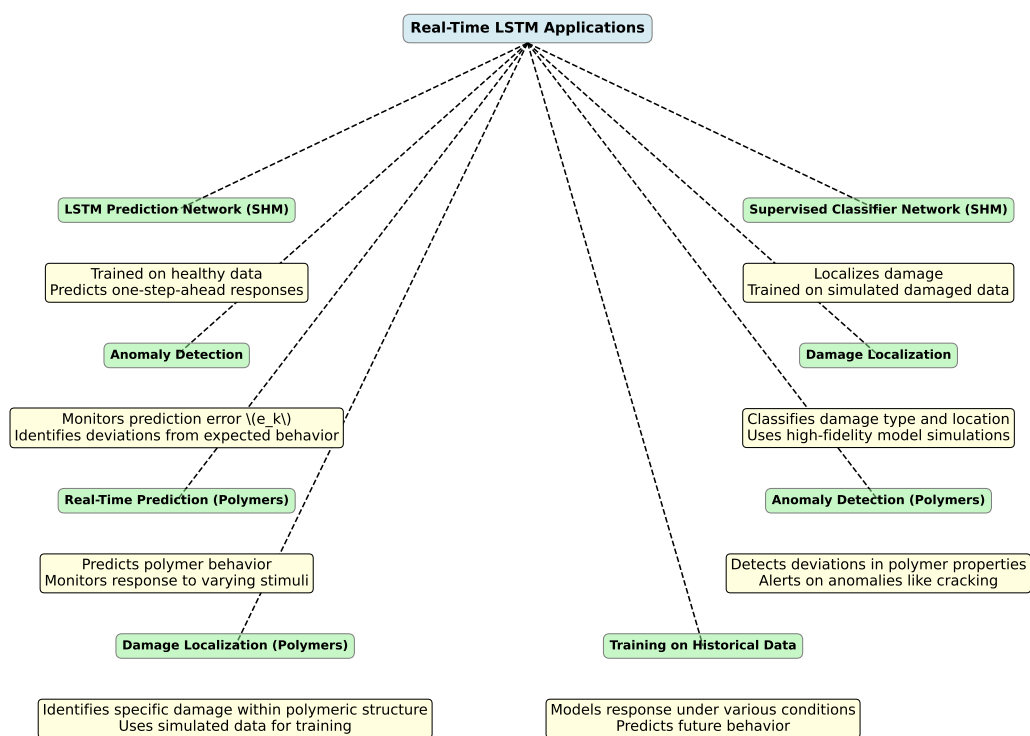 Real-Time LSTM Applications
LSTM Prediction Network (SHM)
Supervised Classifier Network (SHM)
Trained on healthy data
Predicts one-step-ahead responses
Localizes damage
Trained on simulated damaged data
Anomaly Detection
Damage Localization
Monitors prediction error \(e_k\)
Identifies deviations from expected behavior
Classifies damage type and location
Uses high-fidelity model simulations
Real-Time Prediction (Polymers)
Anomaly Detection (Polymers)
Predicts polymer behavior
Monitors response to varying stimuli
Detects deviations in polymer properties
Alerts on anomalies like cracking
Damage Localization (Polymers)
Training on Historical Data
Identifies specific damage within polymeric structure
Uses simulated data for training
Models response under various conditions
Predicts future behavior